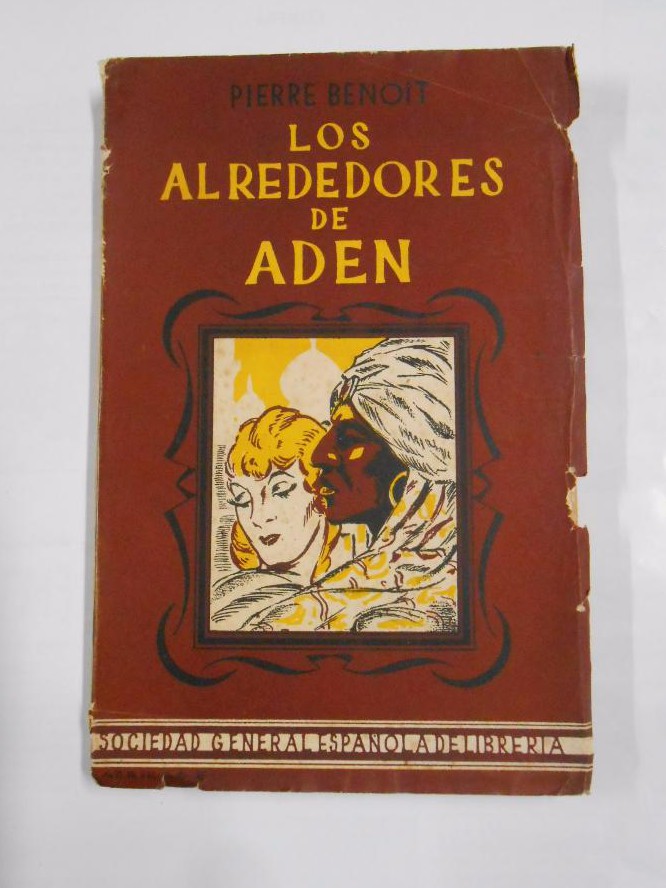 PIERRE BENOIT
LOS
ALREDEDORES
DE
ADEN
SOCIEDAD GENERAL ESPAÑOLA DE LIBRERIA